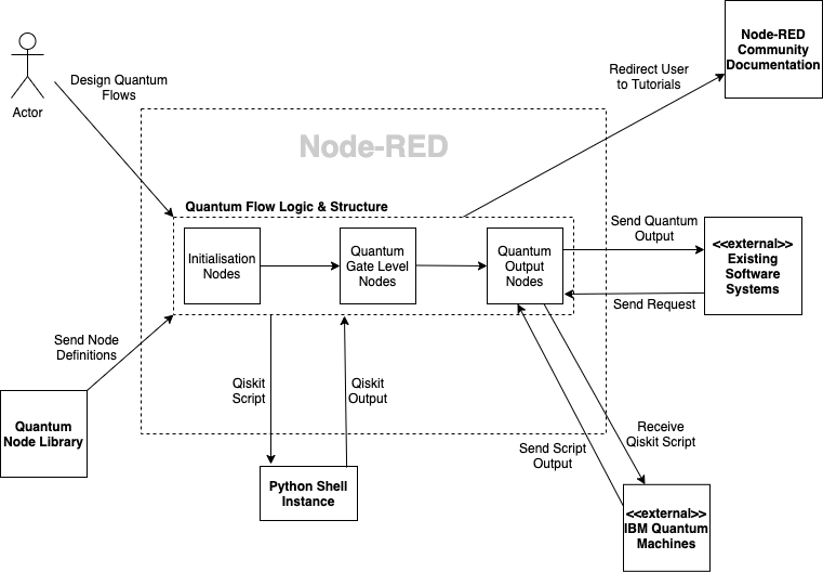 Node-RED
Community
Documentation
Redirect User
to Tutorials
Design Quantum
Flows
Actor
Node-RED
Quantum Flow Logic & Structure
Initialisation
Nodes
Quantum
Gate Level
Nodes
Quantum
Output
Nodes
Send Quantum
Output
<<external>>
Existing
Software
Systems
Send Request
Send Node
Definitions
Qiskit
Script
Qiskit
Output
Quantum
Node Library
Python Shell
Instance
Send Script
Output
Receive
Qiskit Script
<<external>>
IBM Quantum
Machines